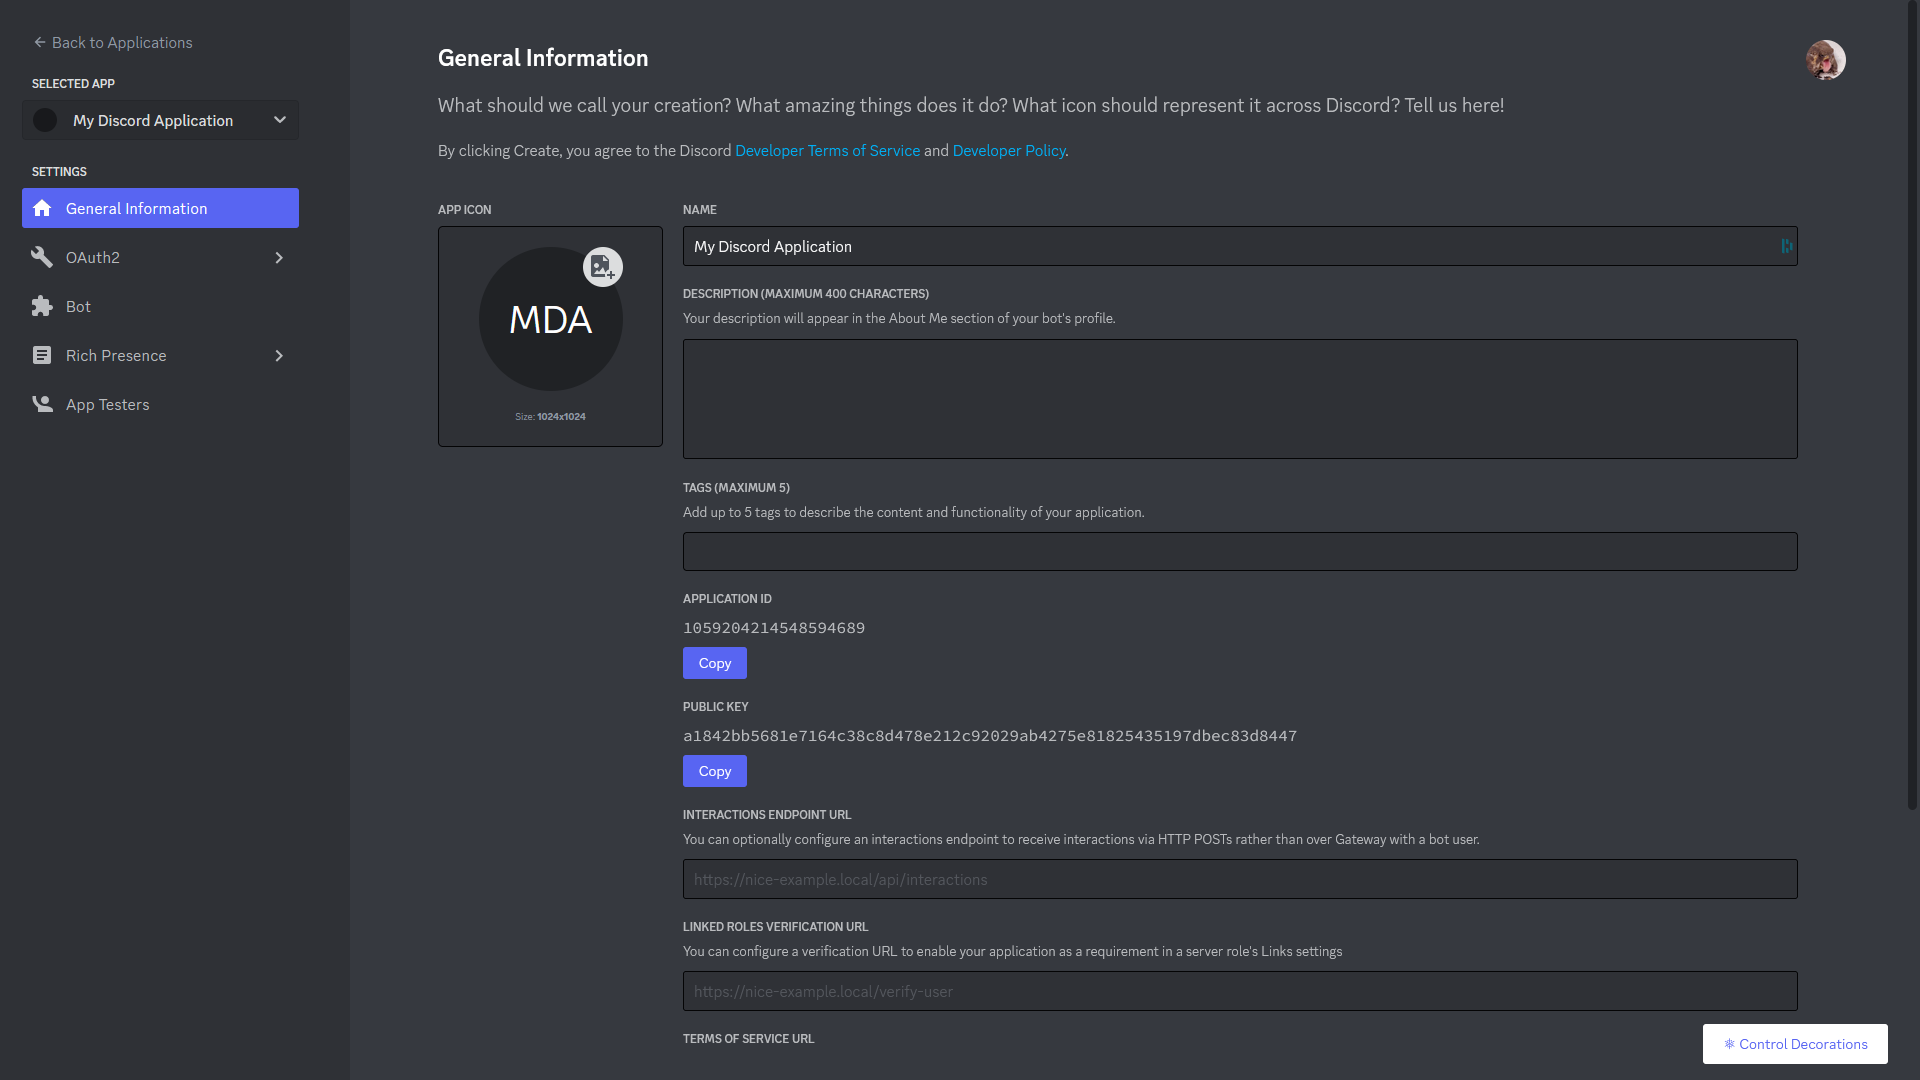 Back to Applications
SELECTED APP
My Discord Application
SETTINGS
General Information
OAuth2
Bot
Rich Presence
App Testers
General Information
What should we call your creation? What amazing things does it do? What icon should represent it across Discord? Tell us here!
By clicking Create, you agree to the Discord Developer Terms of Service and Developer Policy.
APP ICON
MDA
Size: 1024x1024
NAME
My Discord Application
DESCRIPTION (MAXIMUM 400 CHARACTERS)
Your description will appear in the About Me section of your bot's profile.
TAGS (MAXIMUM 5)
Add up to 5 tags to describe the content and functionality of your application.
APPLICATION ID
1059204214548594689
Copy
PUBLIC KEY
a1842bb5681e7164c38c8d478e212c92029ab4275e81825435197dbec83d8447
Copy
INTERACTIONS ENDPOINT URL
You can optionally configure an interactions endpoint to receive interactions via HTTP POSTs rather than over Gateway with a bot user.
https://nice-example.local/api/interactions
LINKED ROLES VERIFICATION URL
You can configure a verification URL to enable your application as a requirement in a server role's Links settings
https://nice-example.local/verify-user
TERMS OF SERVICE URL
Control Decorations